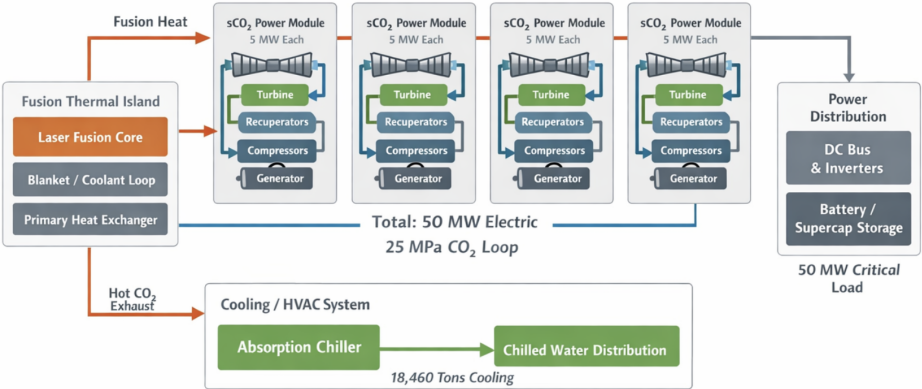 Fusion Heat
sCO₂ Power Module
5 MW Each
Turbine
Recuperators
Compressors
Generator
sCO₂ Power Module
5 MW Each
Turbine
Recuperators
Compressors
Generator
sCO₂ Power Module
5 MW Each
Turbine
Recuperators
Compressors
Generator
sCO₂ Power Module
5 MW Each
Turbine
Recuperators
Compressors
Generator
Fusion Thermal Island
Laser Fusion Core
Blanket / Coolant Loop
Primary Heat Exchanger
Power
Distribution
DC Bus
& Inverters
Battery /
Supercap Storage
50 MW Critical
Load
Total: 50 MW Electric
25 MPa CO₂ Loop
Hot CO₂
Exhaust
Cooling / HVAC System
Absorption Chiller
Chilled Water Distribution
18,460 Tons Cooling